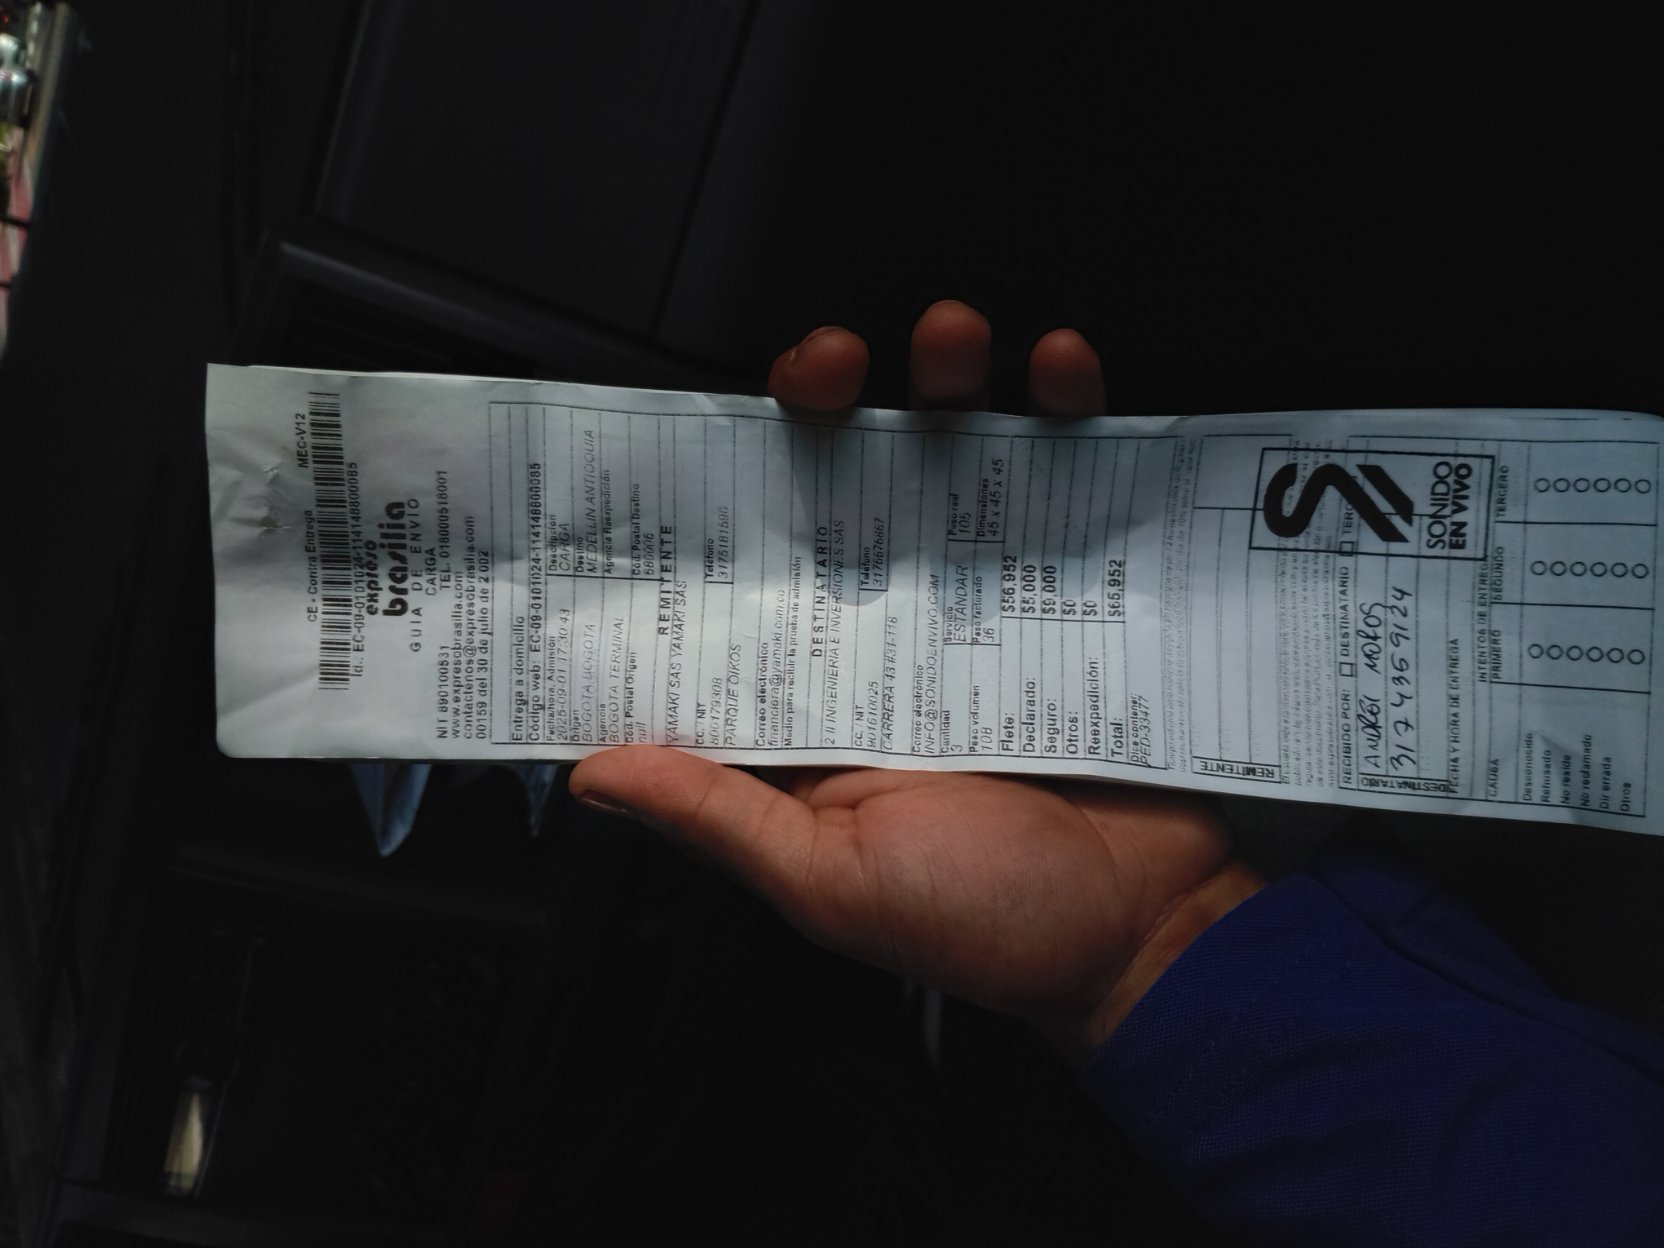 CE - Contra Entrega MEC-V12
Id.: EC-09-0101024-114148800085
expreso
brasilia
GUIA DE ENVIO
CARGA
NIT 890100531 TEL. 018000518001
www.expresobrasilia.com
contactenos@expresobrasilia.com
00159 del 30 de julio de 2.002
Entrega a domicilio
Código web: EC-09-0101024-114148800085
Fecha/hora, Admisión Descripcion
2025-09-01 17:30:43 CARGA
Origen Destino
BOGOTA BOGOTA MEDELLIN ANTIOQUIA
Agencia Agencia Reexpedición
BOGOTA TERMINAL
Cód. Postal Origen Cód. Postal Destino
null
REMITENTE
YAMAKI SAS YAMAKI SAS
CC / NIT Teléfono
800179308 3175181590
PARQUE OIKOS
Correo electrónico
financiera@yamaki.com.co
Medio para recibir la prueba de admisión
DESTINATARIO
2 II INGENIERIA E INVERSIONES SAS
CC / NIT Teléfono
901610025 3176676867
CARRERA 43 #31-116
Correo electrónico
INFO@SONIDOENVIVO.COM
Cantidad Servicio Peso real
3 ESTANDAR 105
Peso volumen Peso facturado Dimensiones
108 36 45 x 45 x 45
Flete: $56,952
Declarado: $5,000
Seguro: $9,000
Otros: $0
Reexpedición: $0
Total: $65,952
Dice contener:
PED-33477
REMITENTE
RECIBIDO POR: DESTINATARIO
DESTINATARIO
ANDREI MOROS
3174359124
SONIDO
EN VIVO
FECHA Y HORA DE ENTREGA
INTENTOS DE ENTREGA
CAUSA PRIMERO SEGUNDO TERCERO
Desconocido
Rehusado
No reside
No reclamado
Dir errada
Otros